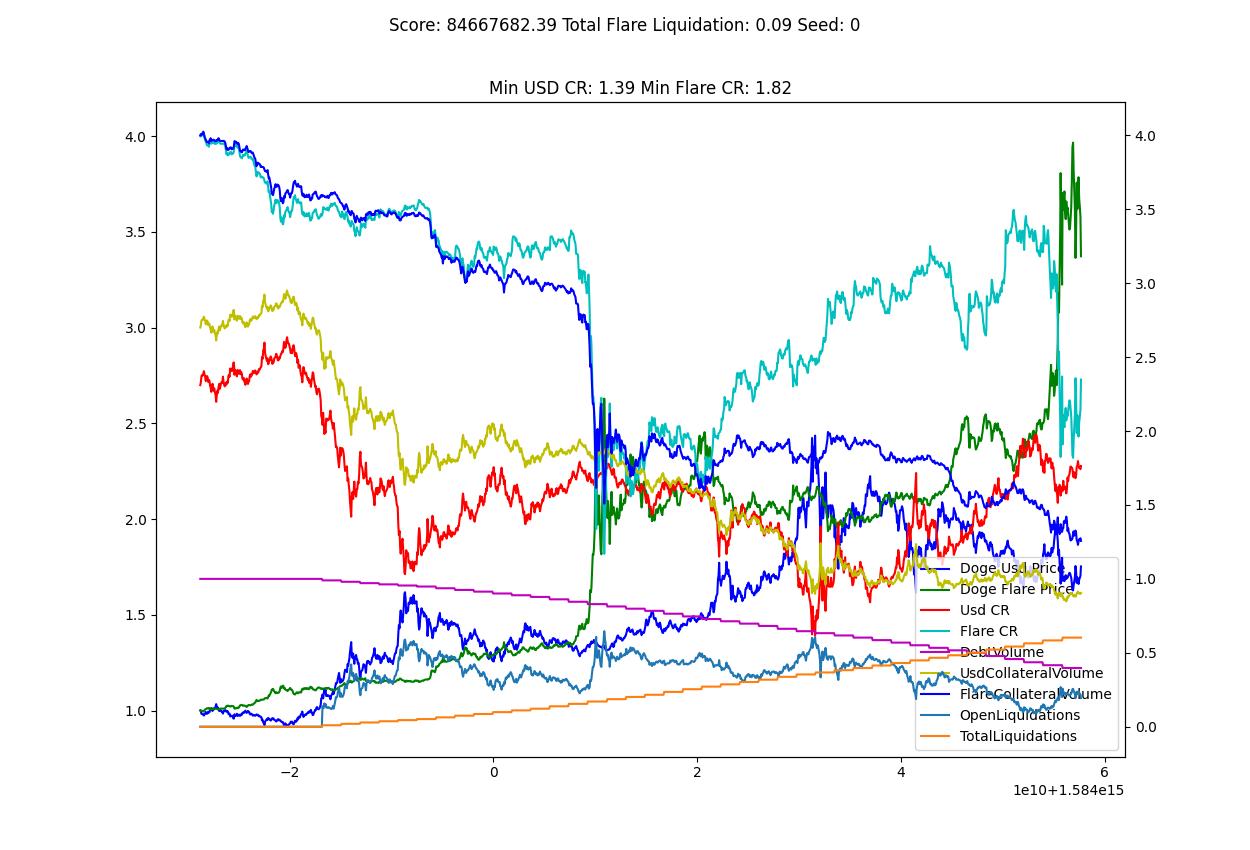 Score: 84667682.39 Total Flare Liquidation: 0.09 Seed: 0
Min USD CR: 1.39 Min Flare CR: 1.82
4.0
3.5
3.0
2.5
2.0
1.5
1.0
4.0
3.5
3.0
2.5
2.0
1.5
1.0
0.5
0.0
Doge Usd Price
Doge Flare Price
Usd CR
Flare CR
DebtVolume
UsdCollateralVolume
FlareCollateralVolume
OpenLiquidations
TotalLiquidations
−2 0 2 4 6
1e10+1.584e15